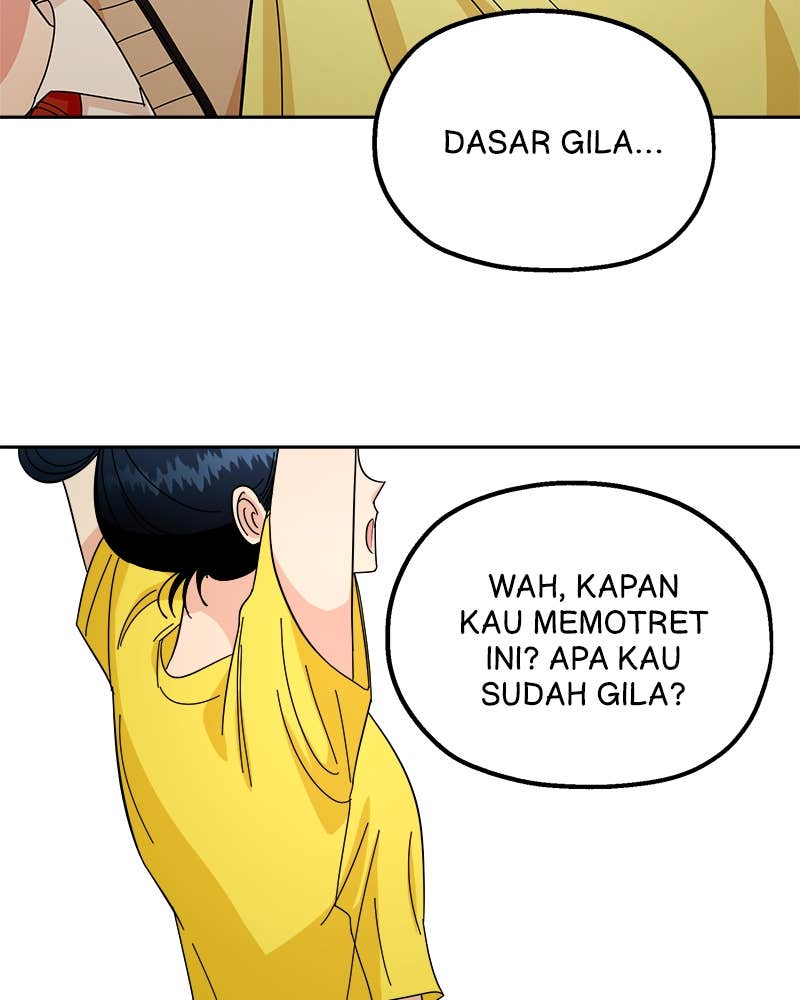 DASAR GILA...
WAH, KAPAN
KAU MEMOTRET
INI? APA KAU
SUDAH GILA?